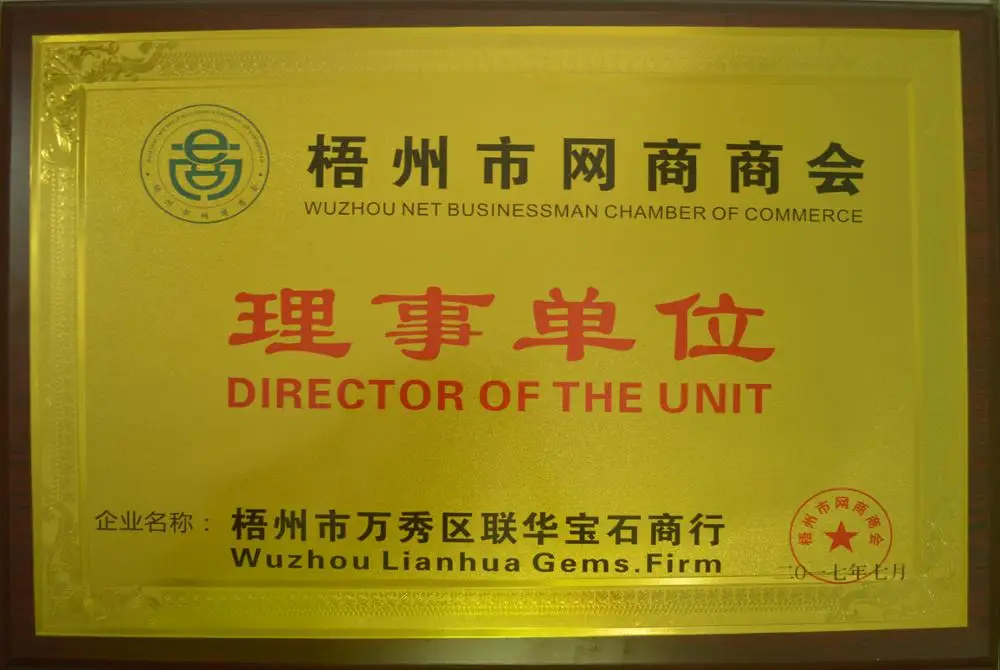 梧州市网商商会
WUZHOU NET BUSINESSMAN CHAMBER OF COMMERCE
理事单位
DIRECTOR OF THE UNIT
企业名称：梧州市万秀区联华宝石商行
Wuzhou Lianhua Gems.Firm
梧州市网商商会
二〇一七年七月